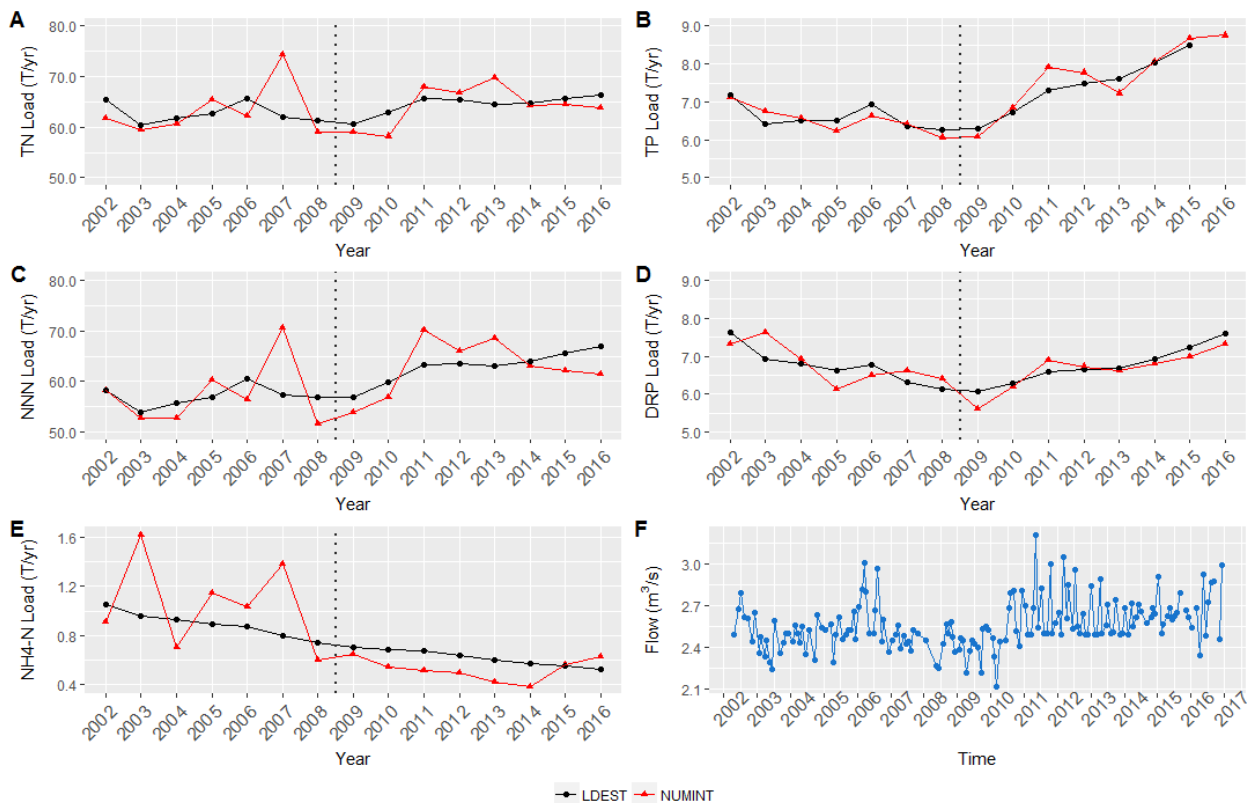 A
TN Load (T/yr)
80.0
70.0
60.0
50.0
2002 2003 2004 2005 2006 2007 2008 2009 2010 2011 2012 2013 2014 2015 2016
Year
B
TP Load (T/yr)
9.0
8.0
7.0
6.0
5.0
2002 2003 2004 2005 2006 2007 2008 2009 2010 2011 2012 2013 2014 2015 2016
Year
C
NNN Load (T/yr)
80.0
70.0
60.0
50.0
2002 2003 2004 2005 2006 2007 2008 2009 2010 2011 2012 2013 2014 2015 2016
Year
D
DRP Load (T/yr)
9.0
8.0
7.0
6.0
5.0
2002 2003 2004 2005 2006 2007 2008 2009 2010 2011 2012 2013 2014 2015 2016
Year
E
NH4-N Load (T/yr)
1.6
1.2
0.8
0.4
2002 2003 2004 2005 2006 2007 2008 2009 2010 2011 2012 2013 2014 2015 2016
Year
F
Flow (m³/s)
3.0
2.7
2.4
2.1
2002 2003 2004 2005 2006 2007 2008 2009 2010 2011 2012 2013 2014 2015 2016 2017
Time
LDEST NUMINT